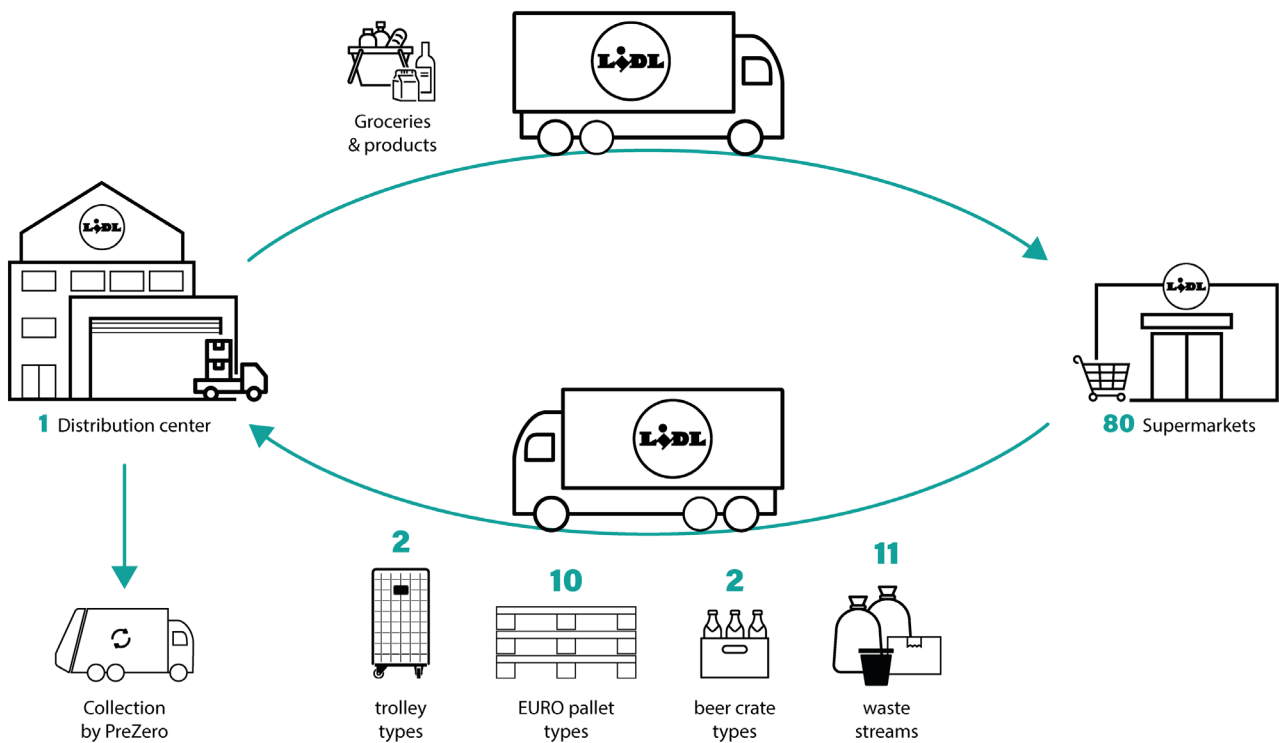 LIDL
Groceries
& products
LIDL
LIDL
1 Distribution center
80 Supermarkets
LIDL
2
10
2
11
Collection
by PreZero
trolley
types
EURO pallet
types
beer crate
types
waste
streams